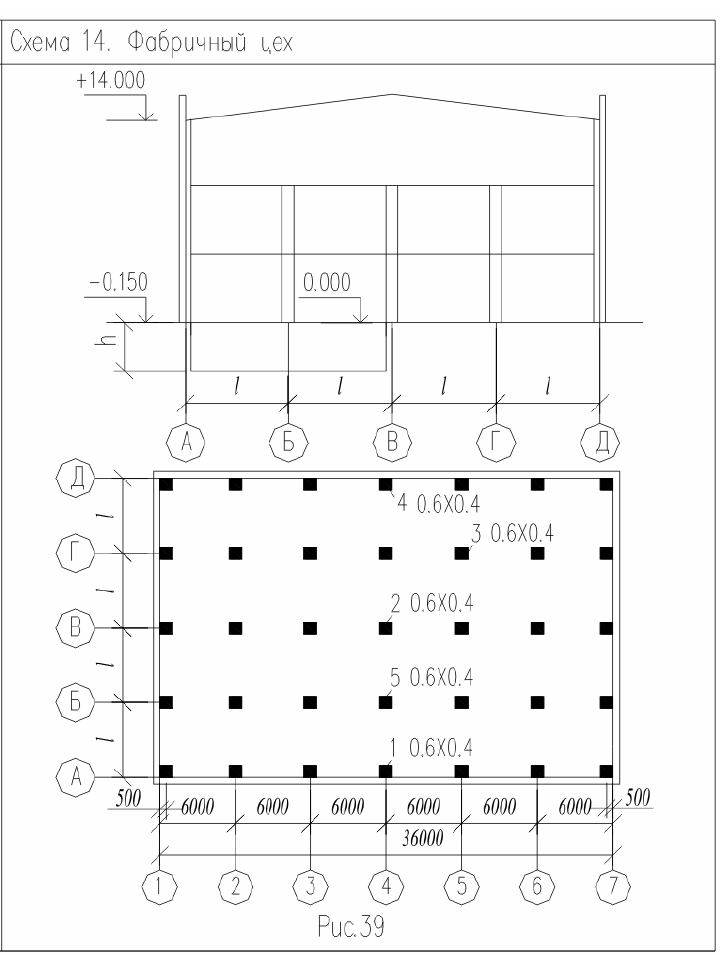 Схема 14. Фабричный цех
+14.000
-0.150
0.000
h
l l l l
А Б В Г Д
Д
4 0.6X0.4
l
Г
3 0.6X0.4
l
В
2 0.6X0.4
l
Б
5 0.6X0.4
l
А
1 0.6X0.4
500 6000 6000 6000 6000 6000 6000 500
36000
1 2 3 4 5 6 7
Рис.39